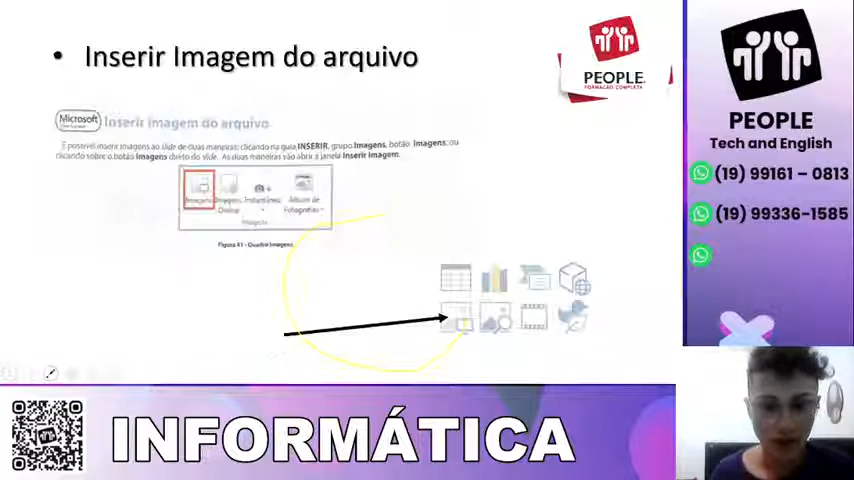 • Inserir Imagem do arquivo
PEOPLE
FORMAÇÃO COMPLETA
Microsoft
Inserir imagem do arquivo
É possível inserir imagens ao slide de duas maneiras: clicando na guia INSERIR, grupo Imagens, botão Imagens; ou
clicando sobre o botão Imagens direto do slide. As duas maneiras vão abrir a janela Inserir Imagem.
Imagens Imagens Instantâneo Álbum de
Online Fotografias
Imagens
Figura 41 - Quadro Imagens
PEOPLE
Tech and English
(19) 99161 – 0813
(19) 99336-1585
INFORMÁTICA